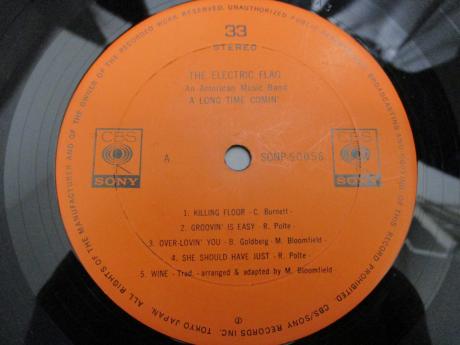 33
STEREO
THE ELECTRIC FLAG
An American Music Band
A LONG TIME COMIN'
CBS
SONY
A
SONP-50056
CBS
SONY
1. KILLING FLOOR - C. Burnett -
2. GROOVIN' IS EASY - R. Polte -
3. OVER-LOVIN' YOU - B. Goldberg - M. Bloomfield -
4. SHE SHOULD HAVE JUST - R. Polte -
5. WINE - Trad. - arranged & adapted by M. Bloomfield -
ALL RIGHTS OF THE MANUFACTURER AND OF THE OWNER OF THE RECORDED WORK RESERVED. UNAUTHORIZED PUBLIC PERFORMANCE, BROADCASTING AND COPYING OF THIS RECORD PROHIBITED. CBS/SONY RECORDS INC. TOKYO JAPAN.